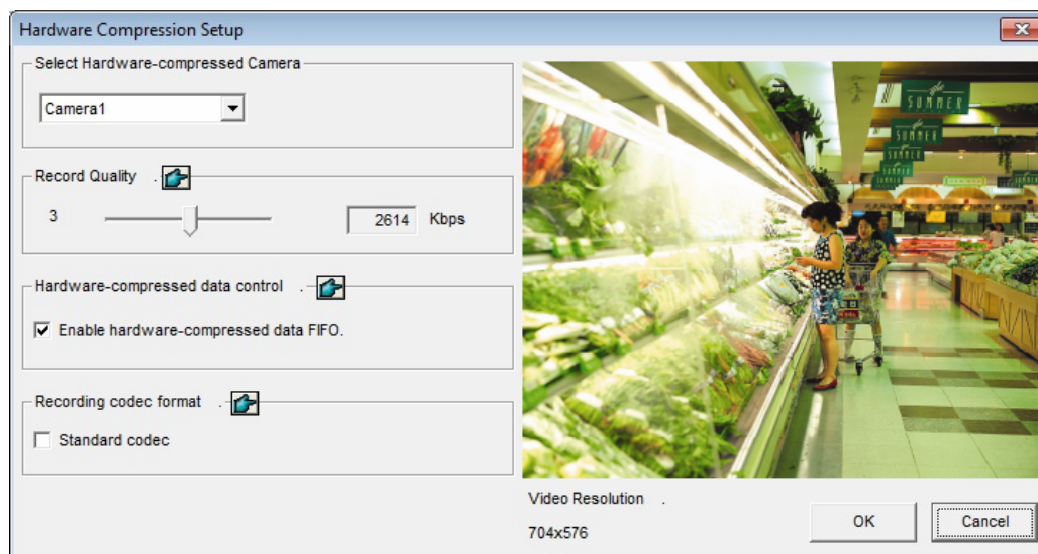 Hardware Compression Setup
Select Hardware-compressed Camera
Camera1
Record Quality .
3
2614 Kbps
Hardware-compressed data control .
Enable hardware-compressed data FIFO.
Recording codec format .
Standard codec
SUMMER
SUMMER
SUMMER
Video Resolution .
704x576
OK
Cancel